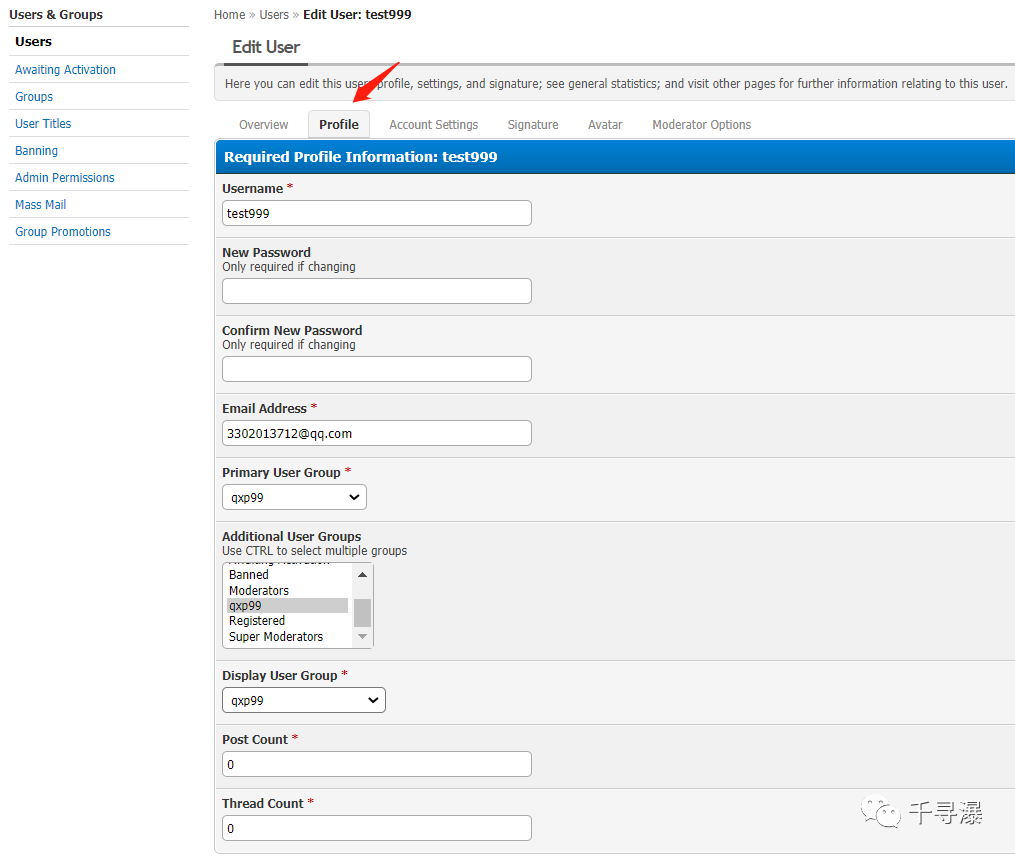 Users & Groups
Users
Awaiting Activation
Groups
User Titles
Banning
Admin Permissions
Mass Mail
Group Promotions
Home » Users » Edit User: test999
Edit User
Here you can edit this users profile, settings, and signature; see general statistics; and visit other pages for further information relating to this user.
Overview Profile Account Settings Signature Avatar Moderator Options
Required Profile Information: test999
Username *
test999
New Password
Only required if changing
Confirm New Password
Only required if changing
Email Address *
3302013712@qq.com
Primary User Group *
qxp99
Additional User Groups
Use CTRL to select multiple groups
Awaiting Activation
Banned
Moderators
qxp99
Registered
Super Moderators
Display User Group *
qxp99
Post Count *
0
Thread Count *
0
千寻瀑